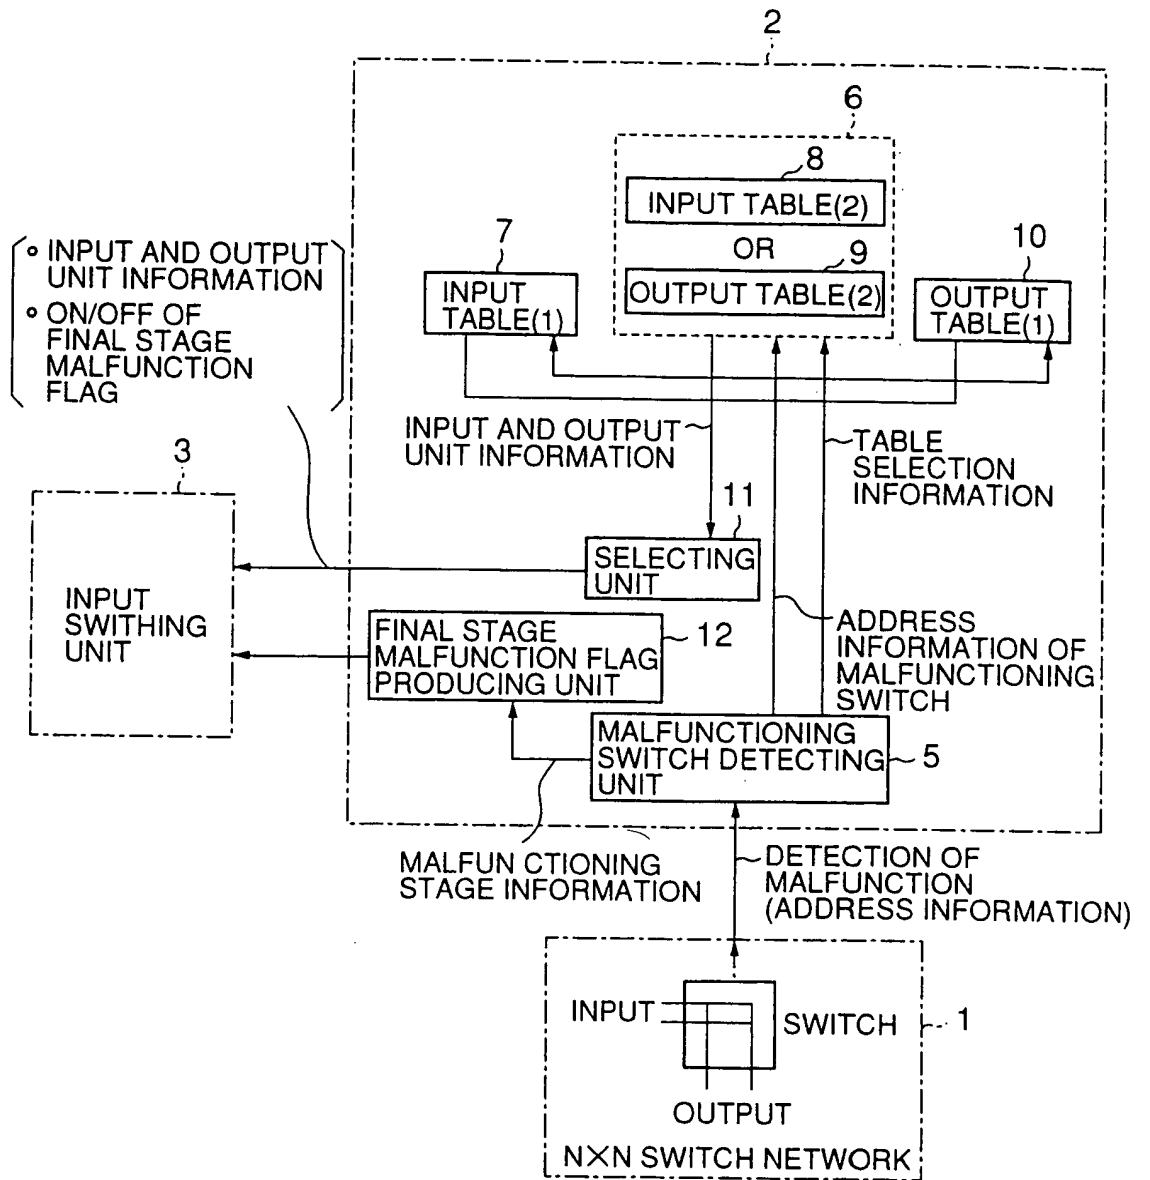 2
6
8
INPUT TABLE(2)
OR
9
OUTPUT TABLE(2)
7
INPUT
TABLE(1)
10
OUTPUT
TABLE(1)
INPUT AND OUTPUT
UNIT INFORMATION
ON/OFF OF
FINAL STAGE
MALFUNCTION
FLAG
INPUT AND OUTPUT
UNIT INFORMATION
TABLE
SELECTION
INFORMATION
3
INPUT
SWITHING
UNIT
11
SELECTING
UNIT
FINAL STAGE
MALFUNCTION FLAG
PRODUCING UNIT
12
ADDRESS
INFORMATION OF
MALFUNCTIONING
SWITCH
MALFUNCTIONING
SWITCH DETECTING
UNIT
5
MALFUN CTIONING
STAGE INFORMATION
DETECTION OF
MALFUNCTION
(ADDRESS INFORMATION)
INPUT
SWITCH
1
OUTPUT
N×N SWITCH NETWORK